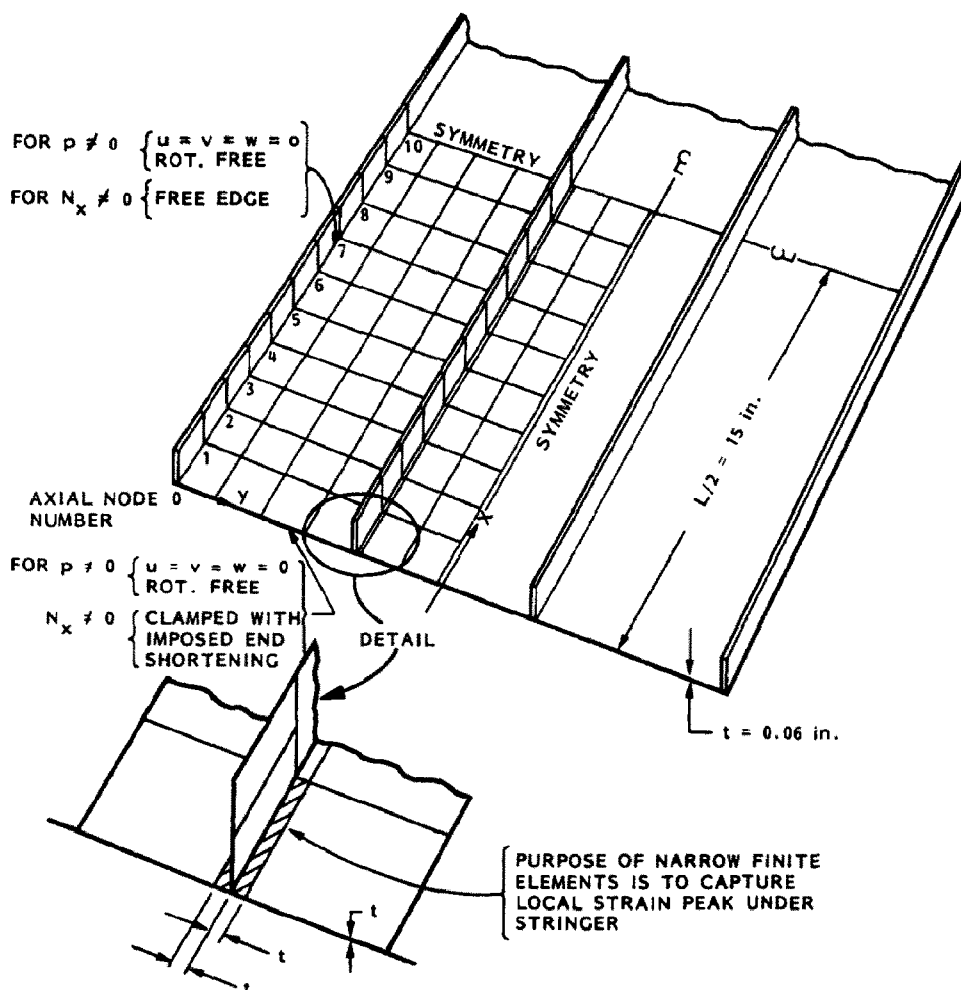 FOR p ≠ 0 { u = v = w = 0
ROT. FREE
FOR N_x ≠ 0 { FREE EDGE
SYMMETRY
10
9
8
7
6
5
4
3
2
1
AXIAL NODE 0
NUMBER
y
X
SYMMETRY
L/2 = 15 in.
FOR p ≠ 0 { u = v = w = 0
ROT. FREE
N_x ≠ 0 { CLAMPED WITH
IMPOSED END
SHORTENING
DETAIL
t = 0.06 in.
PURPOSE OF NARROW FINITE
ELEMENTS IS TO CAPTURE
LOCAL STRAIN PEAK UNDER
STRINGER
t
t